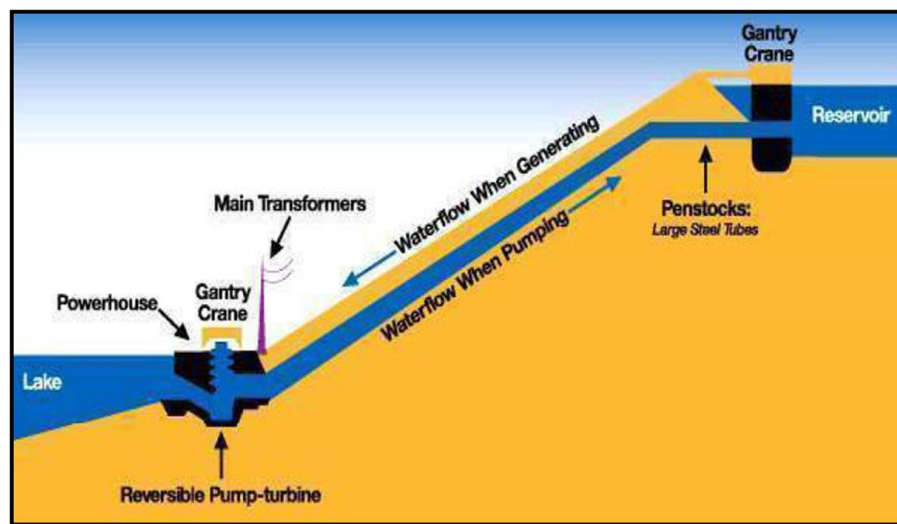 Gantry
Crane
Reservoir
Waterflow When Generating
Waterflow When Pumping
Penstocks:
Large Steel Tubes
Main Transformers
Gantry
Crane
Powerhouse
Lake
Reversible Pump-turbine